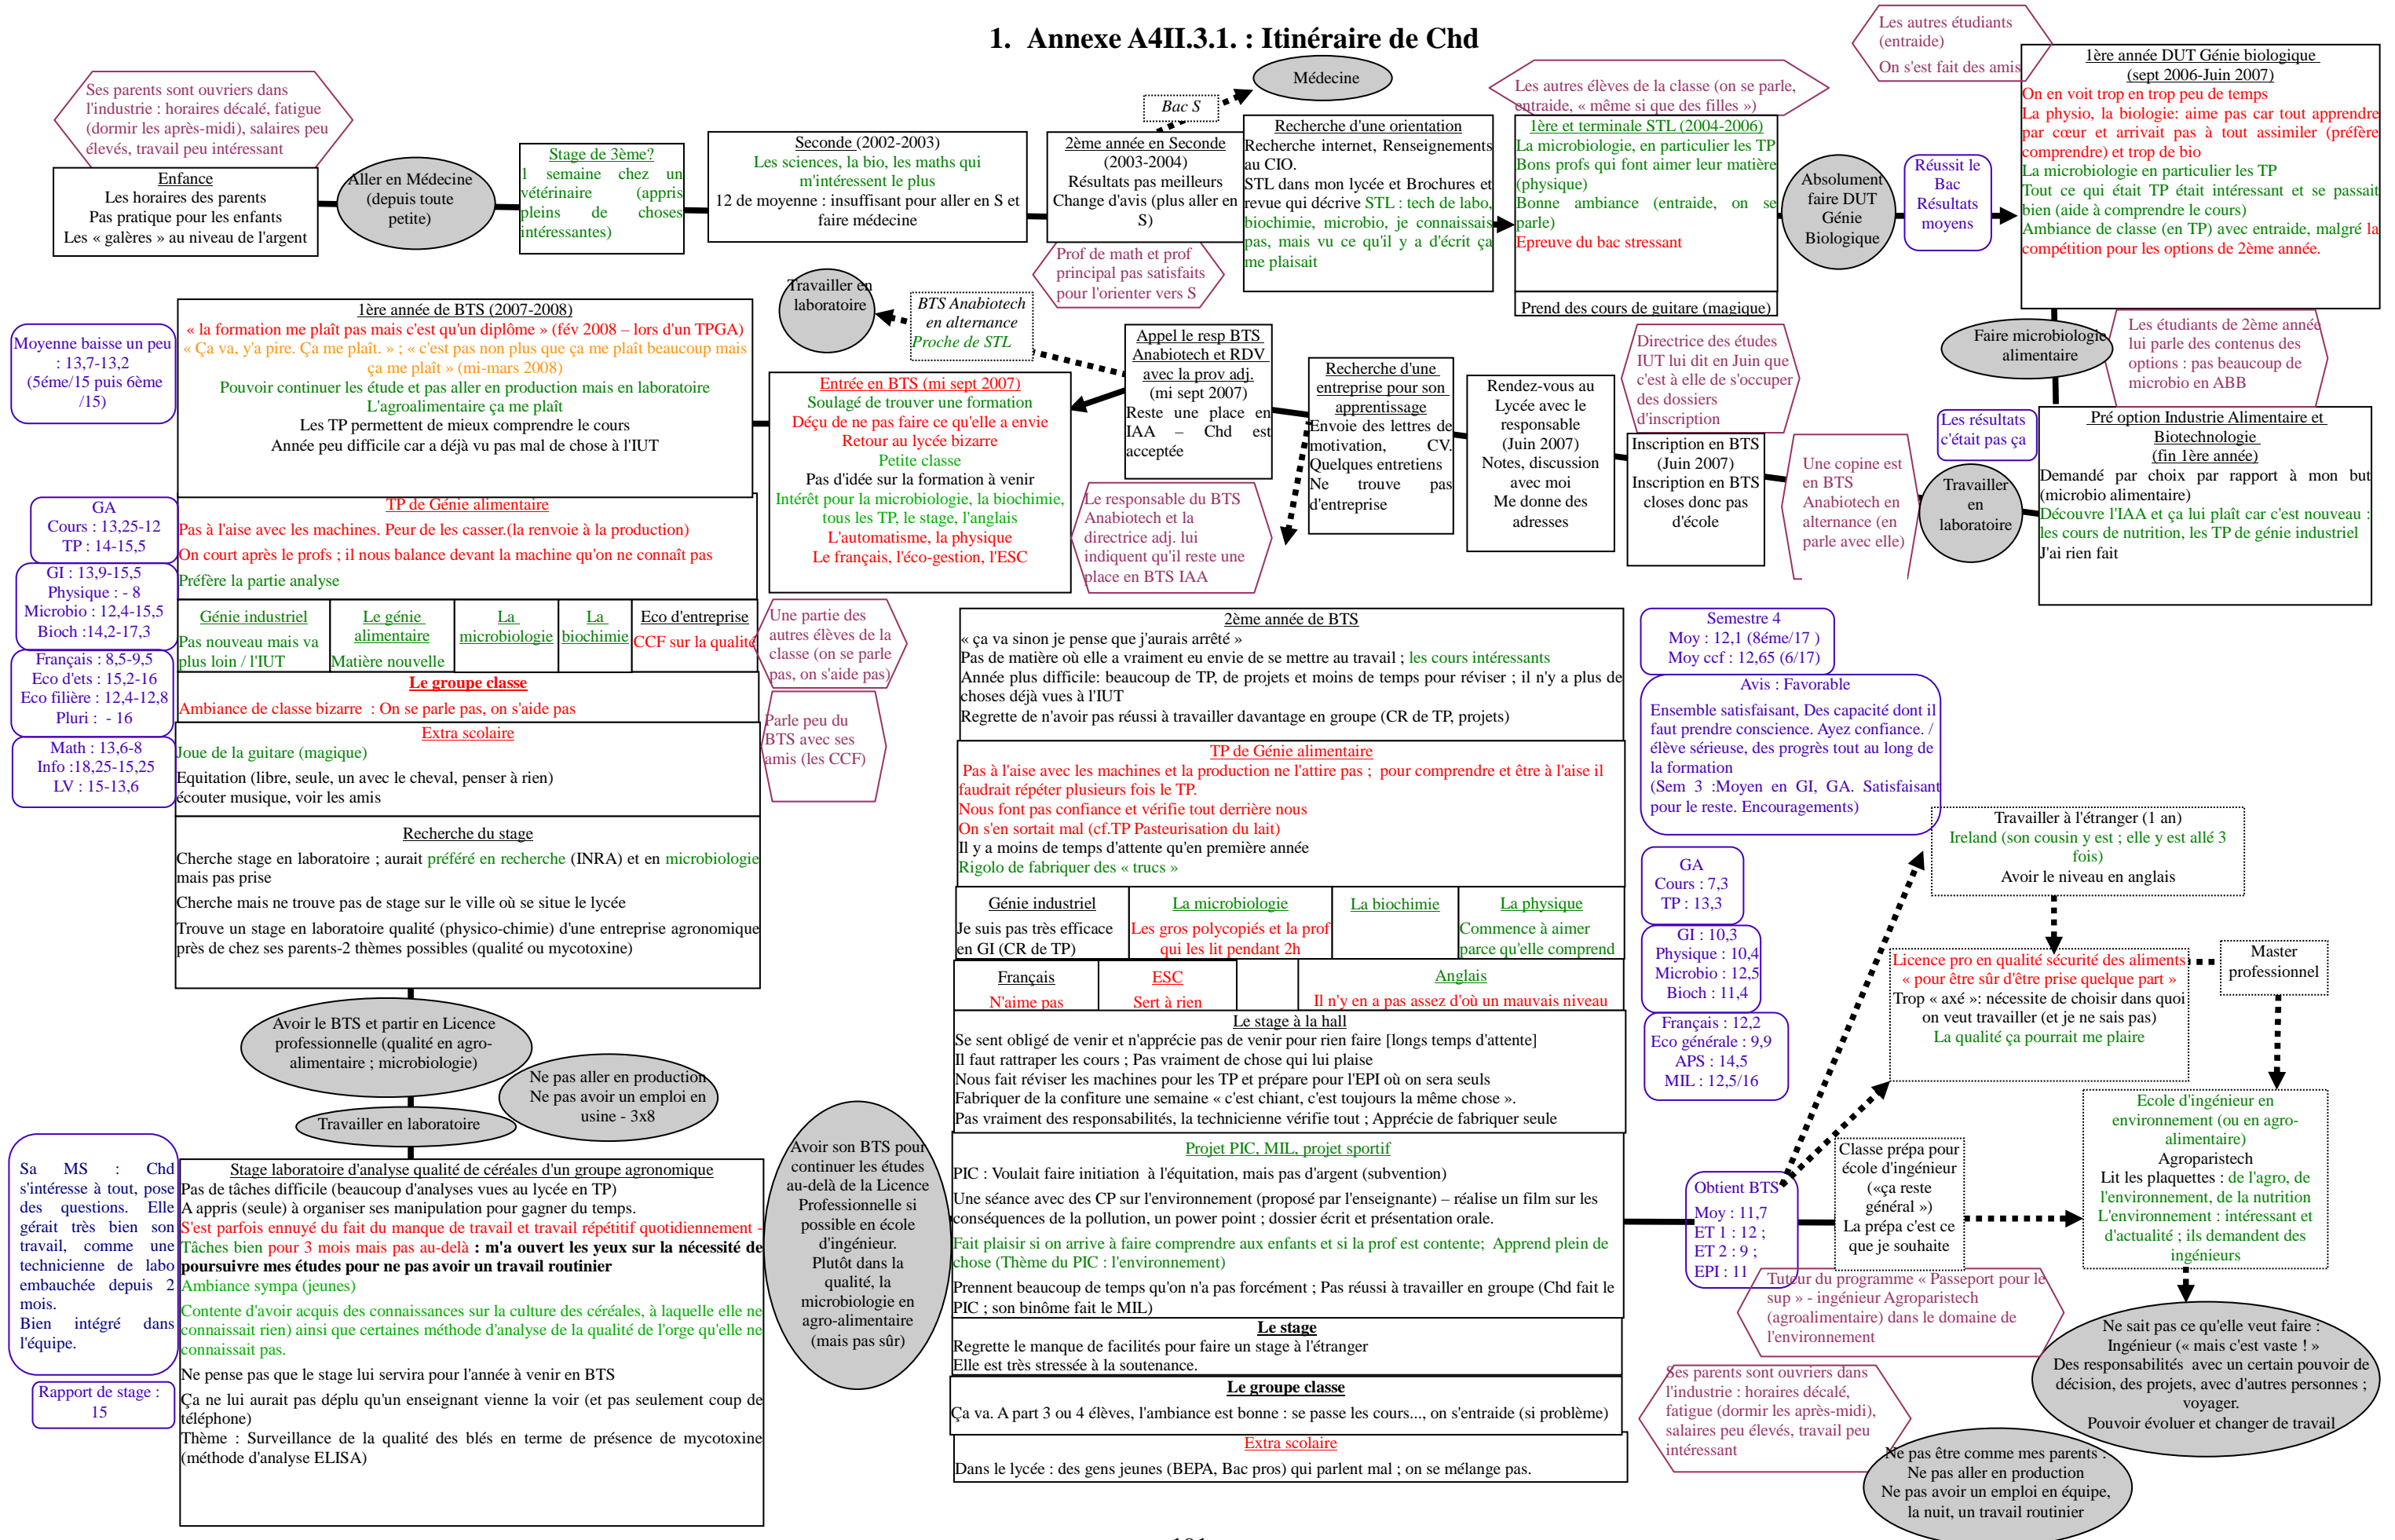 1. Annexe A4II.3.1. : Itinéraire de Chd
Ses parents sont ouvriers dans
l'industrie : horaires décalé, fatigue
(dormir les après-midi), salaires peu
élevés, travail peu intéressant
Enfance
Les horaires des parents
Pas pratique pour les enfants
Les « galères » au niveau de l'argent
Aller en Médecine
(depuis toute
petite)
Stage de 3ème?
1 semaine chez un
vétérinaire (appris
pleins de choses
intéressantes)
Seconde (2002-2003)
Les sciences, la bio, les maths qui
m'intéressent le plus
12 de moyenne : insuffisant pour aller en S et
faire médecine
Bac S
Médecine
2ème année en Seconde
(2003-2004)
Résultats pas meilleurs
Change d'avis (plus aller en
S)
Prof de math et prof
principal pas satisfaits
pour l'orienter vers S
Recherche d'une orientation
Recherche internet, Renseignements
au CIO.
STL dans mon lycée et Brochures et
revue qui décrive STL : tech de labo,
biochimie, microbio, je connaissais
pas, mais vu ce qu'il y a d'écrit ça
me plaisait
Les autres élèves de la classe (on se parle,
entraide, « même si que des filles »)
1ère et terminale STL (2004-2006)
La microbiologie, en particulier les TP
Bons profs qui font aimer leur matière
(physique)
Bonne ambiance (entraide, on se
parle)
Epreuve du bac stressant
Prend des cours de guitare (magique)
Absolument
faire DUT
Génie
Biologique
Réussit le
Bac
Résultats
moyens
Les autres étudiants
(entraide)
On s'est fait des amis
1ère année DUT Génie biologique
(sept 2006-Juin 2007)
On en voit trop en trop peu de temps
La physio, la biologie: aime pas car tout apprendre
par cœur et arrivait pas à tout assimiler (préfère
comprendre) et trop de bio
La microbiologie en particulier les TP
Tout ce qui était TP était intéressant et se passait
bien (aide à comprendre le cours)
Ambiance de classe (en TP) avec entraide, malgré la
compétition pour les options de 2ème année.
Faire microbiologie
alimentaire
Les étudiants de 2ème année
lui parle des contenus des
options : pas beaucoup de
microbio en ABB
Les résultats
c'était pas ça
Pré option Industrie Alimentaire et
Biotechnologie
(fin 1ère année)
Demandé par choix par rapport à mon but
(microbio alimentaire)
Découvre l'IAA et ça lui plaît car c'est nouveau :
les cours de nutrition, les TP de génie industriel
J'ai rien fait
Travailler
en
laboratoire
Une copine est
en BTS
Anabiotech en
alternance (en
parle avec elle)
Directrice des études
IUT lui dit en Juin que
c'est à elle de s'occuper
des dossiers
d'inscription
Inscription en BTS
(Juin 2007)
Inscription en BTS
closes donc pas
d'école
Rendez-vous au
Lycée avec le
responsable
(Juin 2007)
Notes, discussion
avec moi
Me donne des
adresses
Recherche d'une
entreprise pour son
apprentissage
Envoie des lettres de
motivation, CV.
Quelques entretiens
Ne trouve pas
d'entreprise
Appel le resp BTS
Anabiotech et RDV
avec la prov adj.
(mi sept 2007)
Reste une place en
IAA – Chd est
acceptée
Le responsable du BTS
Anabiotech et la
directrice adj. lui
indiquent qu'il reste une
place en BTS IAA
BTS Anabiotech
en alternance
Proche de STL
Travailler en
laboratoire
Entrée en BTS (mi sept 2007)
Soulagé de trouver une formation
Déçu de ne pas faire ce qu'elle a envie
Retour au lycée bizarre
Petite classe
Pas d'idée sur la formation à venir
Intérêt pour la microbiologie, la biochimie,
tous les TP, le stage, l'anglais
L'automatisme, la physique
Le français, l'éco-gestion, l'ESC
1ère année de BTS (2007-2008)
« la formation me plaît pas mais c'est qu'un diplôme » (fév 2008 – lors d'un TPGA)
« Ça va, y'a pire. Ça me plaît. » ; « c'est pas non plus que ça me plaît beaucoup mais
ça me plaît » (mi-mars 2008)
Pouvoir continuer les étude et pas aller en production mais en laboratoire
L'agroalimentaire ça me plaît
Les TP permettent de mieux comprendre le cours
Année peu difficile car a déjà vu pas mal de chose à l'IUT
Moyenne baisse un peu
: 13,7-13,2
(5éme/15 puis 6ème
/15)
GA
Cours : 13,25-12
TP : 14-15,5
GI : 13,9-15,5
Physique : - 8
Microbio : 12,4-15,5
Bioch :14,2-17,3
Français : 8,5-9,5
Eco d'ets : 15,2-16
Eco filière : 12,4-12,8
Pluri : - 16
Math : 13,6-8
Info :18,25-15,25
LV : 15-13,6
TP de Génie alimentaire
Pas à l'aise avec les machines. Peur de les casser.(la renvoie à la production)
On court après le profs ; il nous balance devant la machine qu'on ne connaît pas
Préfère la partie analyse
Génie industriel
Pas nouveau mais va
plus loin / l'IUT
Le génie
alimentaire
Matière nouvelle
La
microbiologie
La
biochimie
Eco d'entreprise
CCF sur la qualité
Une partie des
autres élèves de la
classe (on se parle
pas, on s'aide pas)
Le groupe classe
Ambiance de classe bizarre : On se parle pas, on s'aide pas
Parle peu du
BTS avec ses
amis (les CCF)
Extra scolaire
Joue de la guitare (magique)
Equitation (libre, seule, un avec le cheval, penser à rien)
écouter musique, voir les amis
Recherche du stage
Cherche stage en laboratoire ; aurait préféré en recherche (INRA) et en microbiologie
mais pas prise
Cherche mais ne trouve pas de stage sur le ville où se situe le lycée
Trouve un stage en laboratoire qualité (physico-chimie) d'une entreprise agronomique
près de chez ses parents-2 thèmes possibles (qualité ou mycotoxine)
Avoir le BTS et partir en Licence
professionnelle (qualité en agro-
alimentaire ; microbiologie)
Ne pas aller en production
Ne pas avoir un emploi en
usine - 3x8
Travailler en laboratoire
Sa MS : Chd
s'intéresse à tout, pose
des questions. Elle
gérait très bien son
travail, comme une
technicienne de labo
embauchée depuis 2
mois.
Bien intégré dans
l'équipe.
Rapport de stage :
15
Stage laboratoire d'analyse qualité de céréales d'un groupe agronomique
Pas de tâches difficile (beaucoup d'analyses vues au lycée en TP)
A appris (seule) à organiser ses manipulation pour gagner du temps.
S'est parfois ennuyé du fait du manque de travail et travail répétitif quotidiennement -
Tâches bien pour 3 mois mais pas au-delà : m'a ouvert les yeux sur la nécessité de
poursuivre mes études pour ne pas avoir un travail routinier
Ambiance sympa (jeunes)
Contente d'avoir acquis des connaissances sur la culture des céréales, à laquelle elle ne
connaissait rien) ainsi que certaines méthode d'analyse de la qualité de l'orge qu'elle ne
connaissait pas.
Ne pense pas que le stage lui servira pour l'année à venir en BTS
Ça ne lui aurait pas déplu qu'un enseignant vienne la voir (et pas seulement coup de
téléphone)
Thème : Surveillance de la qualité des blés en terme de présence de mycotoxine
(méthode d'analyse ELISA)
Avoir son BTS pour
continuer les études
au-delà de la Licence
Professionnelle si
possible en école
d'ingénieur.
Plutôt dans la
qualité, la
microbiologie en
agro-alimentaire
(mais pas sûr)
2ème année de BTS
« ça va sinon je pense que j'aurais arrêté »
Pas de matière où elle a vraiment eu envie de se mettre au travail ; les cours intéressants
Année plus difficile: beaucoup de TP, de projets et moins de temps pour réviser ; il n'y a plus de
choses déjà vues à l'IUT
Regrette de n'avoir pas réussi à travailler davantage en groupe (CR de TP, projets)
TP de Génie alimentaire
Pas à l'aise avec les machines et la production ne l'attire pas ; pour comprendre et être à l'aise il
faudrait répéter plusieurs fois le TP.
Nous font pas confiance et vérifie tout derrière nous
On s'en sortait mal (cf.TP Pasteurisation du lait)
Il y a moins de temps d'attente qu'en première année
Rigolo de fabriquer des « trucs »
Génie industriel
Je suis pas très efficace
en GI (CR de TP)
La microbiologie
Les gros polycopiés et la prof
qui les lit pendant 2h
La biochimie
La physique
Commence à aimer
parce qu'elle comprend
Français
N'aime pas
ESC
Sert à rien
Anglais
Il n'y en a pas assez d'où un mauvais niveau
Le stage à la hall
Se sent obligé de venir et n'apprécie pas de venir pour rien faire [longs temps d'attente]
Il faut rattraper les cours ; Pas vraiment de chose qui lui plaise
Nous fait réviser les machines pour les TP et prépare pour l'EPI où on sera seuls
Fabriquer de la confiture une semaine « c'est chiant, c'est toujours la même chose ».
Pas vraiment des responsabilités, la technicienne vérifie tout ; Apprécie de fabriquer seule
Projet PIC, MIL, projet sportif
PIC : Voulait faire initiation à l'équitation, mais pas d'argent (subvention)
Une séance avec des CP sur l'environnement (proposé par l'enseignante) – réalise un film sur les
conséquences de la pollution, un power point ; dossier écrit et présentation orale.
Fait plaisir si on arrive à faire comprendre aux enfants et si la prof est contente; Apprend plein de
chose (Thème du PIC : l'environnement)
Prennent beaucoup de temps qu'on n'a pas forcément ; Pas réussi à travailler en groupe (Chd fait le
PIC ; son binôme fait le MIL)
Le stage
Regrette le manque de facilités pour faire un stage à l'étranger
Elle est très stressée à la soutenance.
Le groupe classe
Ça va. A part 3 ou 4 élèves, l'ambiance est bonne : se passe les cours..., on s'entraide (si problème)
Extra scolaire
Dans le lycée : des gens jeunes (BEPA, Bac pros) qui parlent mal ; on se mélange pas.
Semestre 4
Moy : 12,1 (8éme/17 )
Moy ccf : 12,65 (6/17)
Avis : Favorable
Ensemble satisfaisant, Des capacité dont il
faut prendre conscience. Ayez confiance. /
élève sérieuse, des progrès tout au long de
la formation
(Sem 3 :Moyen en GI, GA. Satisfaisant
pour le reste. Encouragements)
GA
Cours : 7,3
TP : 13,3
GI : 10,3
Physique : 10,4
Microbio : 12,5
Bioch : 11,4
Français : 12,2
Eco générale : 9,9
APS : 14,5
MIL : 12,5/16
Obtient BTS
Moy : 11,7
ET 1 : 12 ;
ET 2 : 9 ;
EPI : 11
Travailler à l'étranger (1 an)
Ireland (son cousin y est ; elle y est allé 3
fois)
Avoir le niveau en anglais
Licence pro en qualité sécurité des aliments
« pour être sûr d'être prise quelque part »
Trop « axé »: nécessite de choisir dans quoi
on veut travailler (et je ne sais pas)
La qualité ça pourrait me plaire
Master
professionnel
Classe prépa pour
école d'ingénieur
(«ça reste
général »)
La prépa c'est ce
que je souhaite
Ecole d'ingénieur en
environnement (ou en agro-
alimentaire)
Agroparistech
Lit les plaquettes : de l'agro, de
l'environnement, de la nutrition
L'environnement : intéressant et
d'actualité ; ils demandent des
ingénieurs
Tuteur du programme « Passeport pour le
sup » - ingénieur Agroparistech
(agroalimentaire) dans le domaine de
l'environnement
Ne sait pas ce qu'elle veut faire :
Ingénieur (« mais c'est vaste ! »
Des responsabilités avec un certain pouvoir de
décision, des projets, avec d'autres personnes ;
voyager.
Pouvoir évoluer et changer de travail
Ses parents sont ouvriers dans
l'industrie : horaires décalé,
fatigue (dormir les après-midi),
salaires peu élevés, travail peu
intéressant
Ne pas être comme mes parents :
Ne pas aller en production
Ne pas avoir un emploi en équipe,
la nuit, un travail routinier